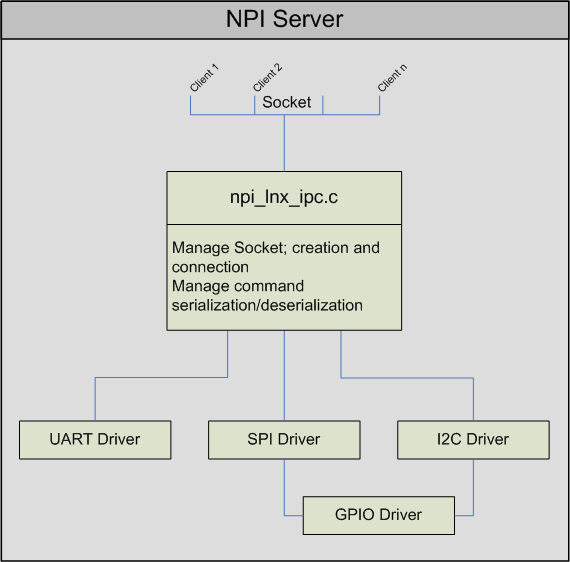 NPI Server
Client 1
Client 2
Client n
Socket
npi_lnx_ipc.c
Manage Socket; creation and
connection
Manage command
serialization/deserialization
UART Driver
SPI Driver
I2C Driver
GPIO Driver